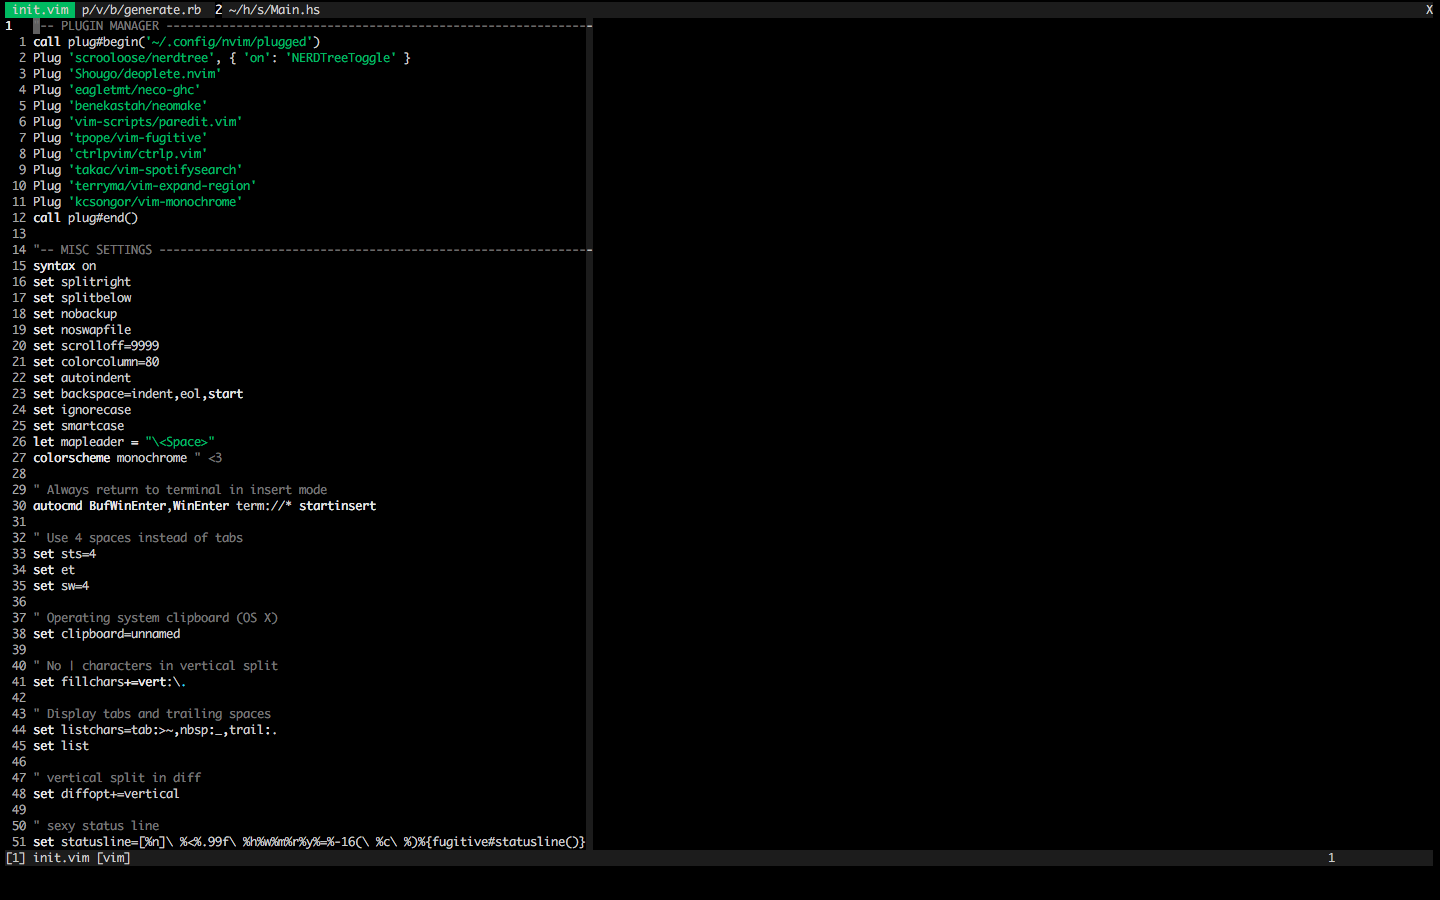 init.vim p/v/b/generate.rb 2 ~/h/s/Main.hs X
1 "-- PLUGIN MANAGER -------------------------------------------------------------
1 call plug#begin('~/.config/nvim/plugged')
2 Plug 'scrooloose/nerdtree', { 'on': 'NERDTreeToggle' }
3 Plug 'Shougo/deoplete.nvim'
4 Plug 'eagletmt/neco-ghc'
5 Plug 'benekastah/neomake'
6 Plug 'vim-scripts/paredit.vim'
7 Plug 'tpope/vim-fugitive'
8 Plug 'ctrlpvim/ctrlp.vim'
9 Plug 'takac/vim-spotifysearch'
10 Plug 'terryma/vim-expand-region'
11 Plug 'kcsongor/vim-monochrome'
12 call plug#end()
13
14 "-- MISC SETTINGS --------------------------------------------------------------
15 syntax on
16 set splitright
17 set splitbelow
18 set nobackup
19 set noswapfile
20 set scrolloff=9999
21 set colorcolumn=80
22 set autoindent
23 set backspace=indent,eol,start
24 set ignorecase
25 set smartcase
26 let mapleader = "\<Space>"
27 colorscheme monochrome " <3
28
29 " Always return to terminal in insert mode
30 autocmd BufWinEnter,WinEnter term://* startinsert
31
32 " Use 4 spaces instead of tabs
33 set sts=4
34 set et
35 set sw=4
36
37 " Operating system clipboard (OS X)
38 set clipboard=unnamed
39
40 " No | characters in vertical split
41 set fillchars+=vert:\.
42
43 " Display tabs and trailing spaces
44 set listchars=tab:>~,nbsp:_,trail:.
45 set list
46
47 " vertical split in diff
48 set diffopt+=vertical
49
50 " sexy status line
51 set statusline=[%n]\ %<%.99f\ %h%w%m%r%y%=%-16(\ %c\ %)%{fugitive#statusline()}
[1] init.vim [vim] 1